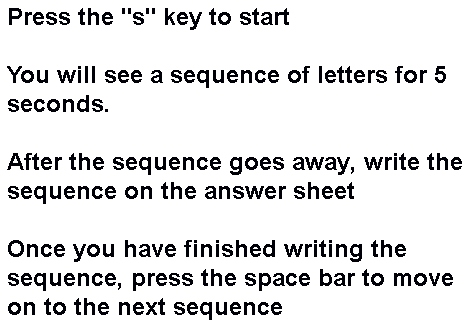 Press the "s" key to start
You will see a sequence of letters for 5
seconds.
After the sequence goes away, write the
sequence on the answer sheet
Once you have finished writing the
sequence, press the space bar to move
on to the next sequence